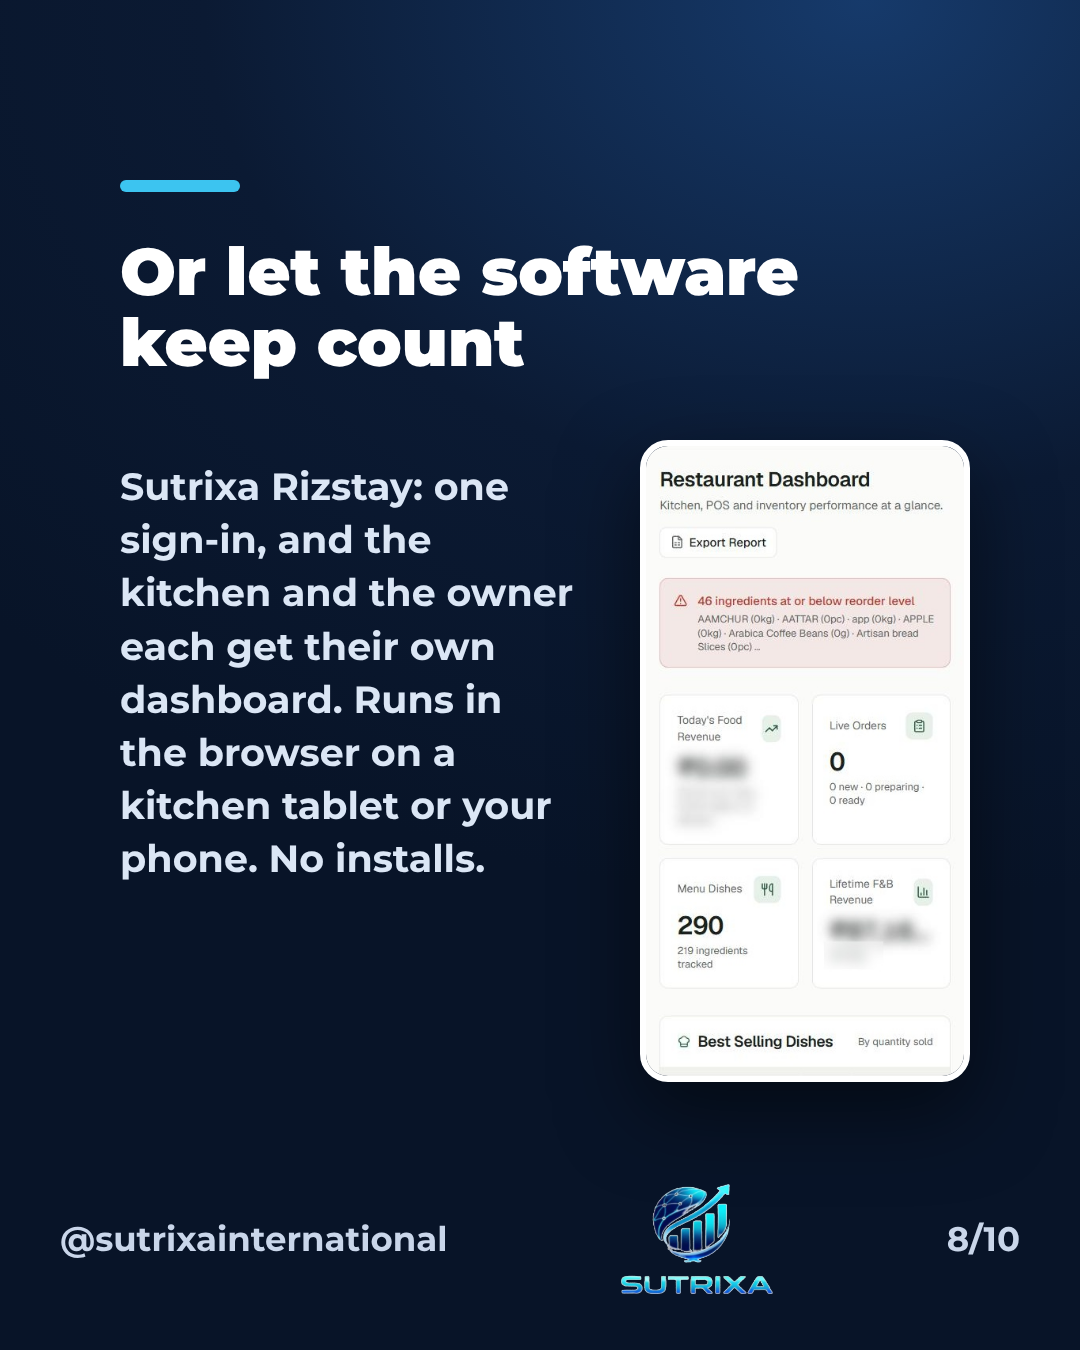 Or let the software
keep count
Sutrixa Rizstay: one
sign-in, and the
kitchen and the owner
each get their own
dashboard. Runs in
the browser on a
kitchen tablet or your
phone. No installs.
Restaurant Dashboard
Kitchen, POS and inventory performance at a glance.
Export Report
46 ingredients at or below reorder level
AAMCHUR (0kg) · AATTAR (0pc) · app (0kg) · APPLE
(0kg) · Arabica Coffee Beans (0g) · Artisan bread
Slices (0pc) ...
Today's Food
Revenue
Live Orders
0
0 new · 0 preparing ·
0 ready
Menu Dishes
290
219 ingredients
tracked
Lifetime F&B
Revenue
Best Selling Dishes
By quantity sold
@sutrixainternational
SUTRIXA
8/10